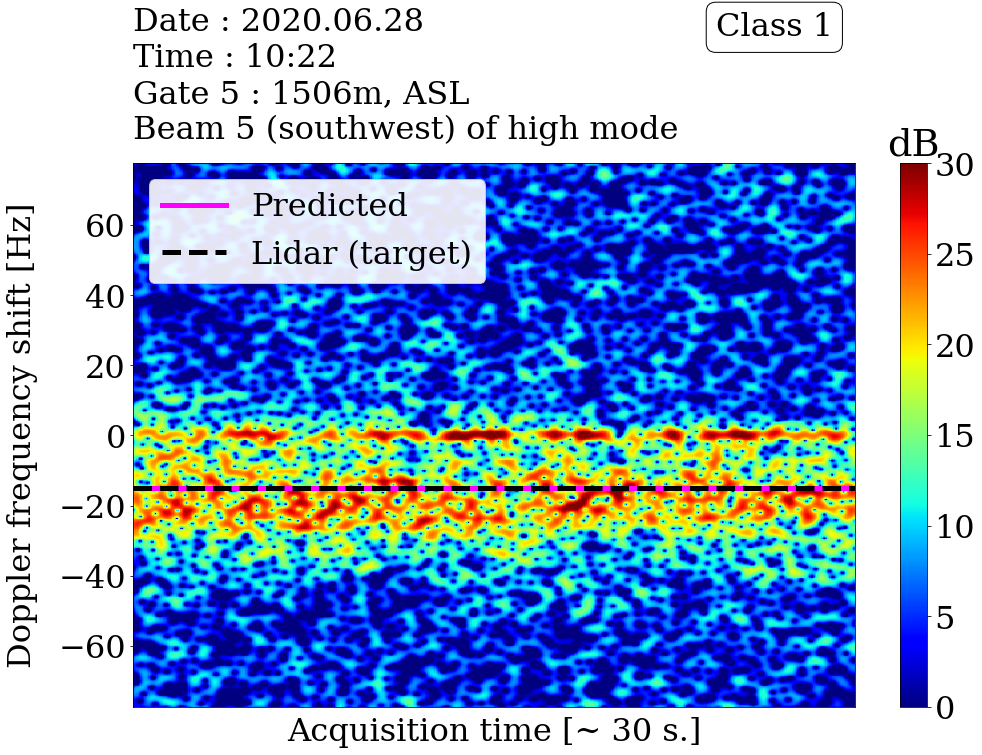 Date : 2020.06.28
Time : 10:22
Gate 5 : 1506m, ASL
Beam 5 (southwest) of high mode
Class 1
dB
Predicted
Lidar (target)
Doppler frequency shift [Hz]
60
40
20
0
−20
−40
−60
30
25
20
15
10
5
0
Acquisition time [~ 30 s.]